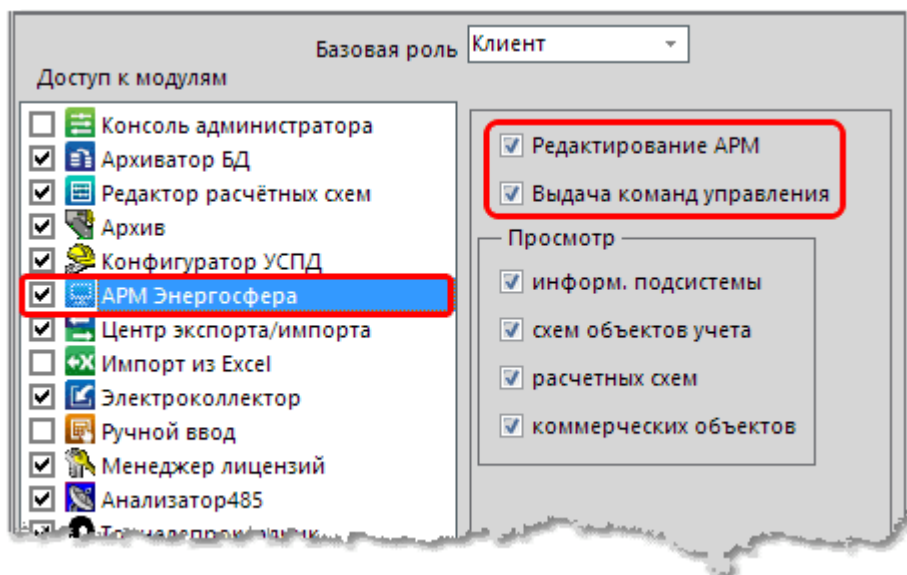 Базовая роль Клиент
Доступ к модулям
Консоль администратора
Архиватор БД
Редактор расчётных схем
Архив
Конфигуратор УСПД
АРМ Энергосфера
Центр экспорта/импорта
Импорт из Excel
Электроколлектор
Ручной ввод
Менеджер лицензий
Анализатор485
Редактирование АРМ
Выдача команд управления
Просмотр
информ. подсистемы
схем объектов учета
расчетных схем
коммерческих объектов